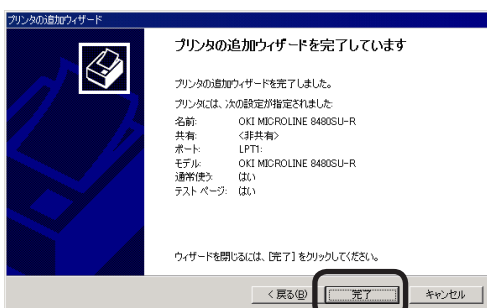 プリンタの追加ウィザード
プリンタの追加ウィザードを完了しています
プリンタの追加ウィザードを完了しました。
プリンタには、次の設定が指定されました:
名前: OKI MICROLINE 8480SU-R
共有: <非共有>
ポート: LPT1:
モデル: OKI MICROLINE 8480SU-R
通常使う: はい
テスト ページ: はい
ウィザードを閉じるには、[完了] をクリックしてください。
< 戻る(B) 完了 キャンセル